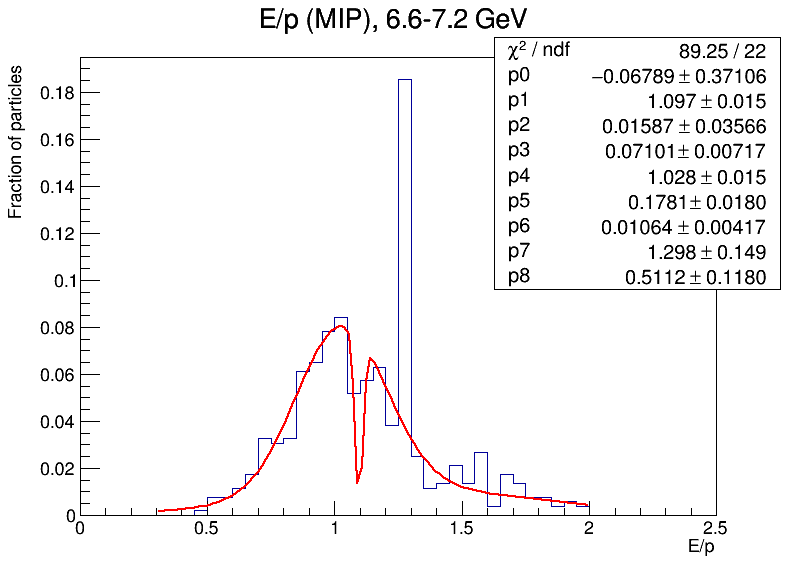 E/p (MIP), 6.6-7.2 GeV
χ² / ndf 89.25 / 22
p0 −0.06789 ± 0.37106
p1 1.097 ± 0.015
p2 0.01587 ± 0.03566
p3 0.07101 ± 0.00717
p4 1.028 ± 0.015
p5 0.1781 ± 0.0180
p6 0.01064 ± 0.00417
p7 1.298 ± 0.149
p8 0.5112 ± 0.1180
Fraction of particles
0.18
0.16
0.14
0.12
0.1
0.08
0.06
0.04
0.02
0
0 0.5 1 1.5 2 2.5
E/p